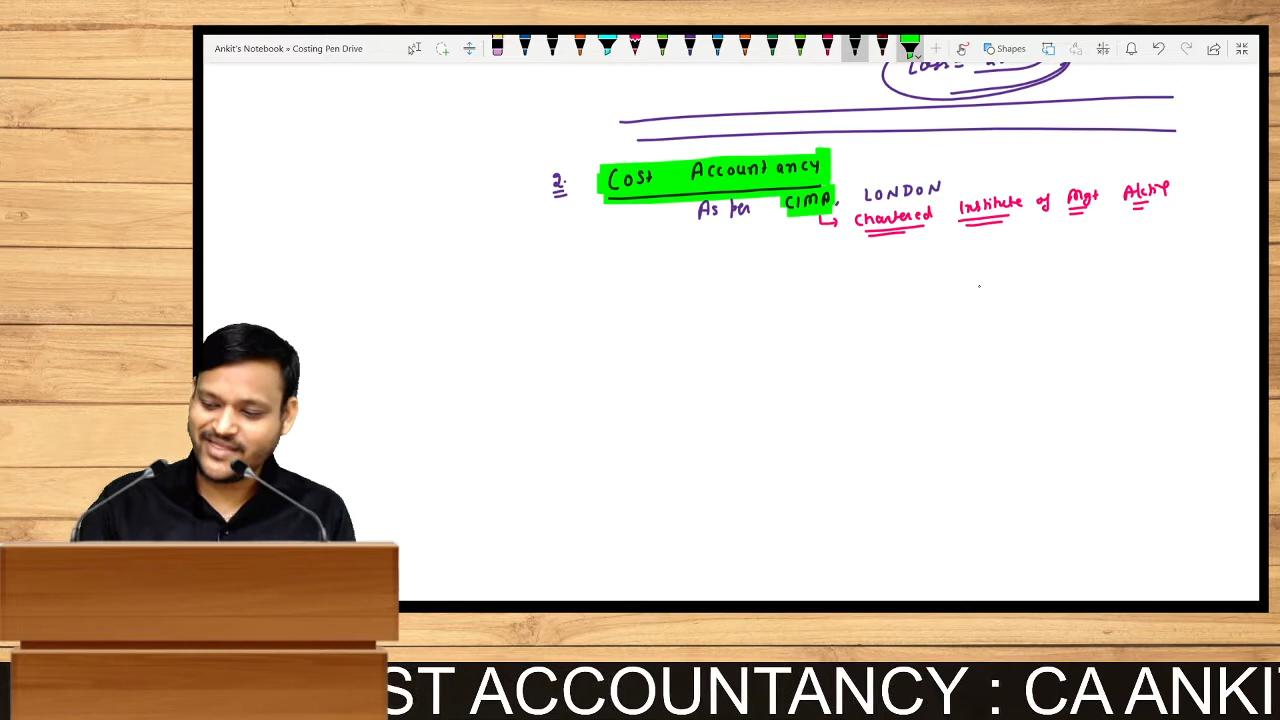 Ankit's Notebook » Costing Pen Drive
Shapes
2. Cost Accountancy
As per CIMA, LONDON
Chartered Institute of Mgt
ST ACCOUNTANCY : CA ANKI